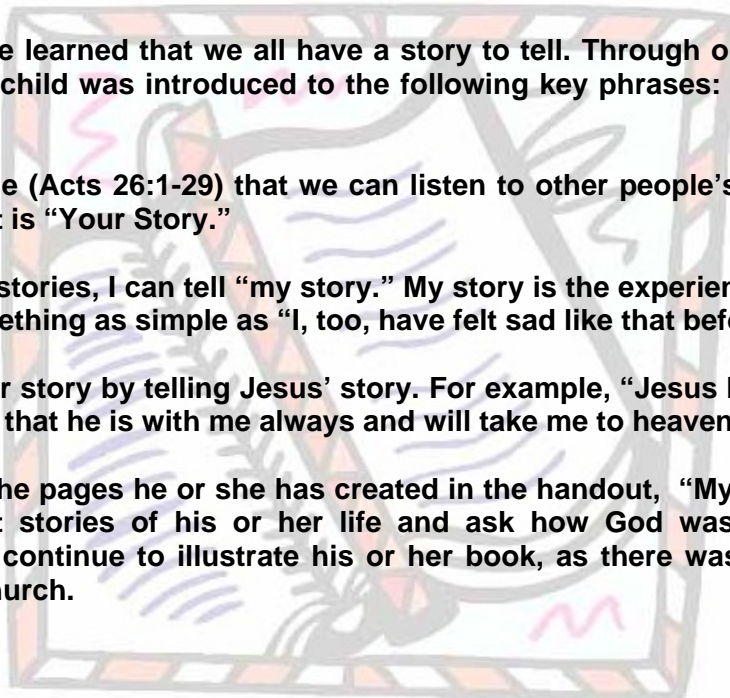 e learned that we all have a story to tell. Through o
child was introduced to the following key phrases:
e (Acts 26:1-29) that we can listen to other people’s
t is “Your Story.”
stories, I can tell “my story.” My story is the experien
ething as simple as “I, too, have felt sad like that befo
r story by telling Jesus’ story. For example, “Jesus
that he is with me always and will take me to heaven
he pages he or she has created in the handout, “My
t stories of his or her life and ask how God was
continue to illustrate his or her book, as there was
hurch.